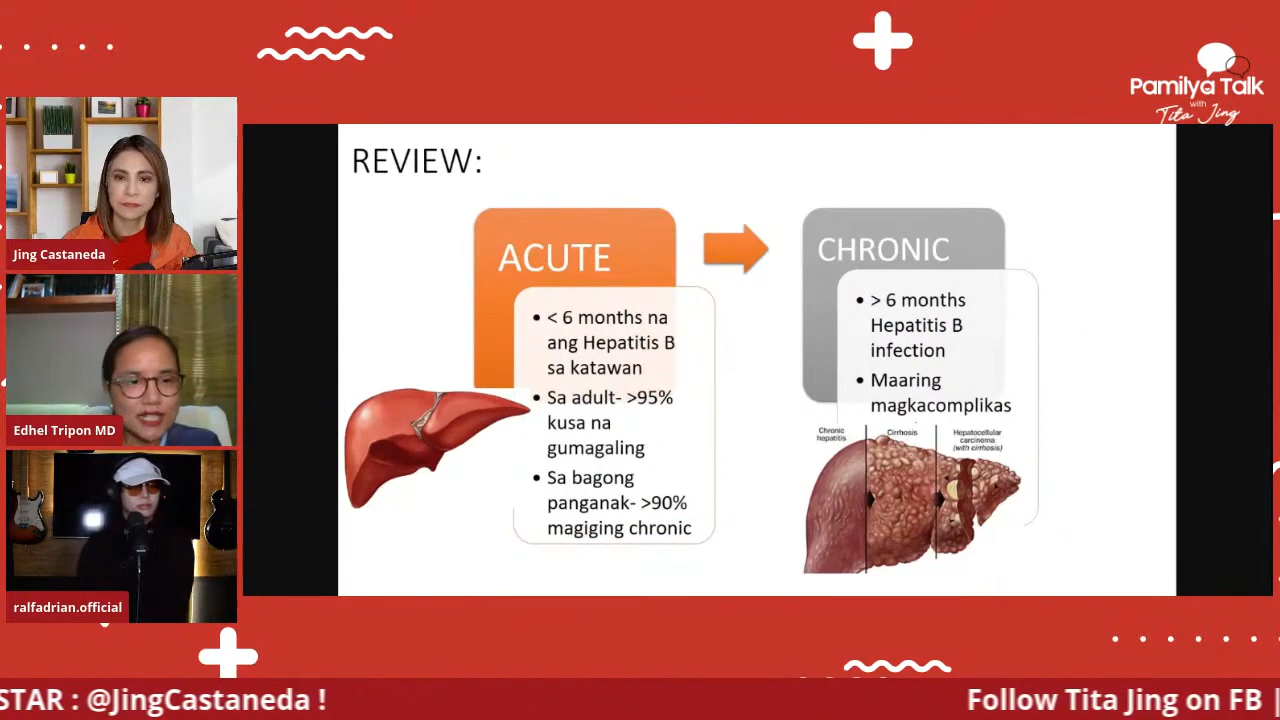 Pamilya Talk
with
Tita Jing
REVIEW:
ACUTE
< 6 months na
ang Hepatitis B
sa katawan
Sa adult- >95%
kusa na
gumagaling
Sa bagong
panganak- >90%
magiging chronic
CHRONIC
> 6 months
Hepatitis B
infection
Maaring
magkacomplikas
Chronic
hepatitis
Cirrhosis
Hepatocellular
carcinoma
(with cirrhosis)
Jing Castaneda
Edhel Tripon MD
ralfadrian.official
STAR : @JingCastaneda !
Follow Tita Jing on FB |